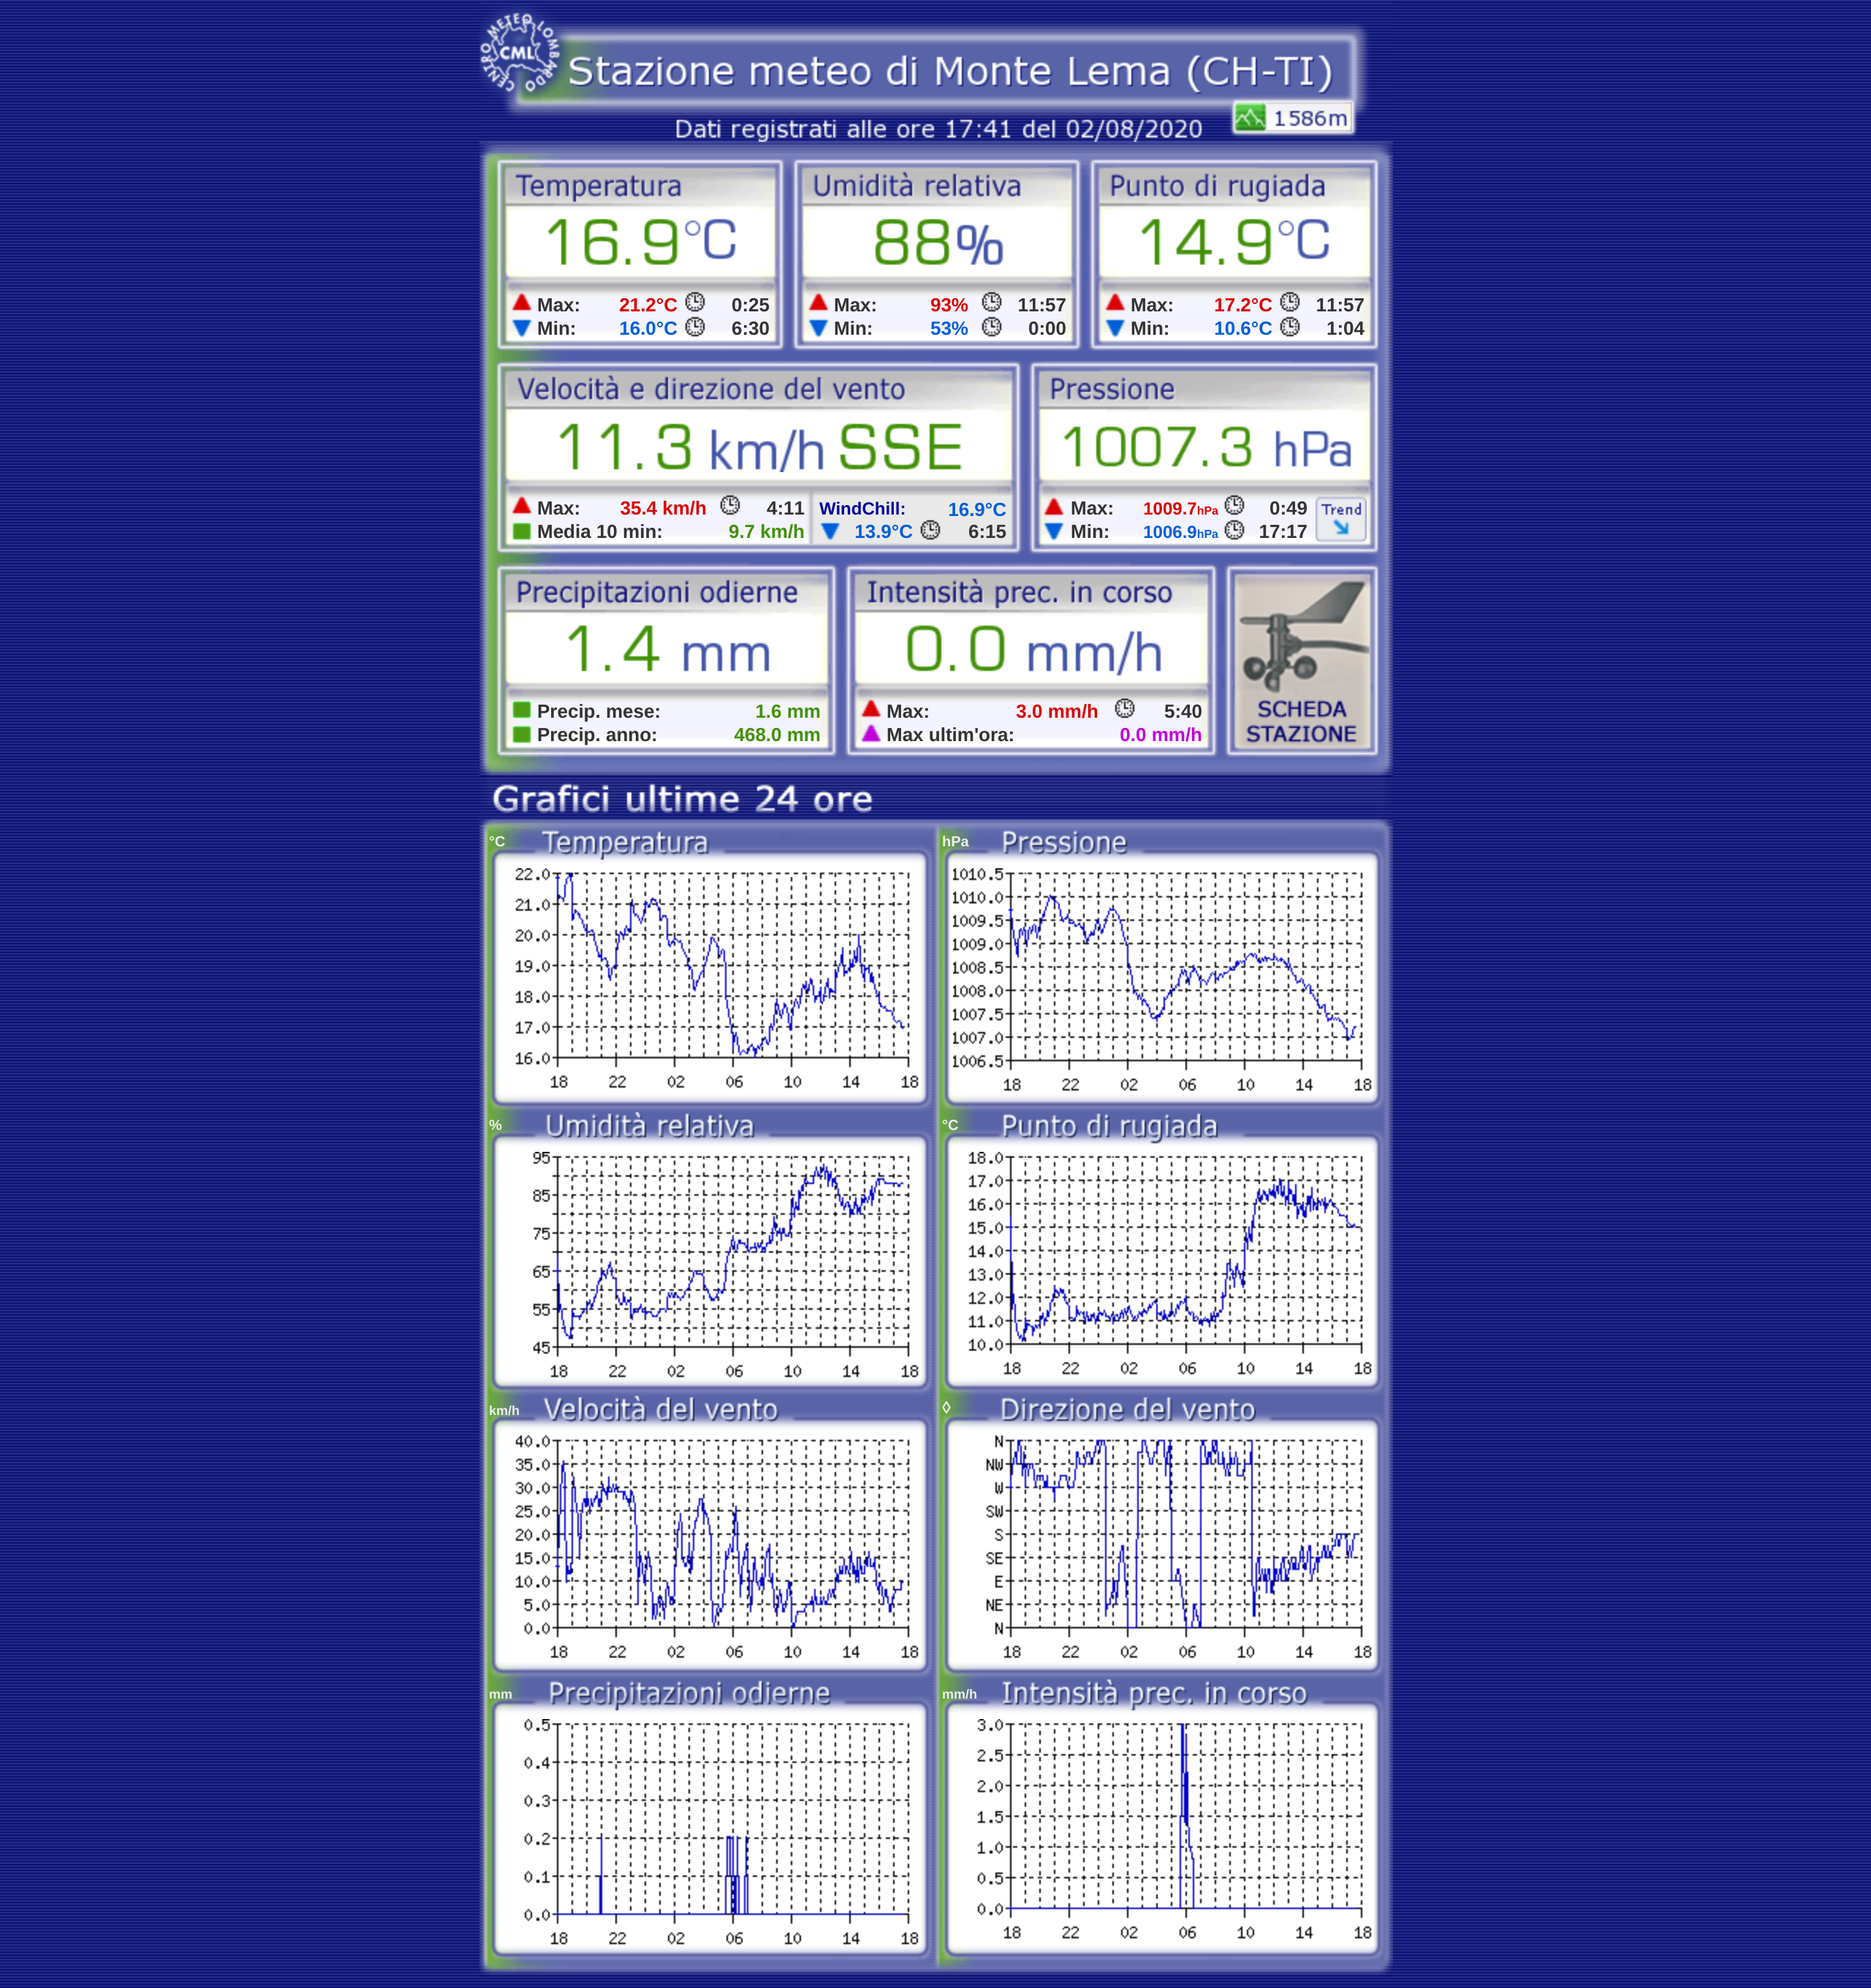 CENTRO METEO LOMBARDO
CML
Stazione meteo di Monte Lema (CH-TI)
1586m
Dati registrati alle ore 17:41 del 02/08/2020
Temperatura Umidità relativa Punto di rugiada
16.9°C 88% 14.9°C
Max: 21.2°C 0:25 Max: 93% 11:57 Max: 17.2°C 11:57
Min: 16.0°C 6:30 Min: 53% 0:00 Min: 10.6°C 1:04
Velocità e direzione del vento Pressione
11.3 km/h SSE 1007.3 hPa
Max: 35.4 km/h 4:11 WindChill: 16.9°C Max: 1009.7hPa 0:49 Trend
Media 10 min: 9.7 km/h 13.9°C 6:15 Min: 1006.9hPa 17:17
Precipitazioni odierne Intensità prec. in corso
1.4 mm 0.0 mm/h
Precip. mese: 1.6 mm Max: 3.0 mm/h 5:40 SCHEDA
Precip. anno: 468.0 mm Max ultim'ora: 0.0 mm/h STAZIONE
Grafici ultime 24 ore
°C Temperatura
22.0
21.0
20.0
19.0
18.0
17.0
16.0
18 22 02 06 10 14 18
hPa Pressione
1010.5
1010.0
1009.5
1009.0
1008.5
1008.0
1007.5
1007.0
1006.5
18 22 02 06 10 14 18
% Umidità relativa
95
85
75
65
55
45
18 22 02 06 10 14 18
°C Punto di rugiada
18.0
17.0
16.0
15.0
14.0
13.0
12.0
11.0
10.0
18 22 02 06 10 14 18
km/h Velocità del vento
40.0
35.0
30.0
25.0
20.0
15.0
10.0
5.0
0.0
18 22 02 06 10 14 18
◊ Direzione del vento
N
NW
W
SW
S
SE
E
NE
N
18 22 02 06 10 14 18
mm Precipitazioni odierne
0.5
0.4
0.3
0.2
0.1
0.0
18 22 02 06 10 14 18
mm/h Intensità prec. in corso
3.0
2.5
2.0
1.5
1.0
0.5
0.0
18 22 02 06 10 14 18